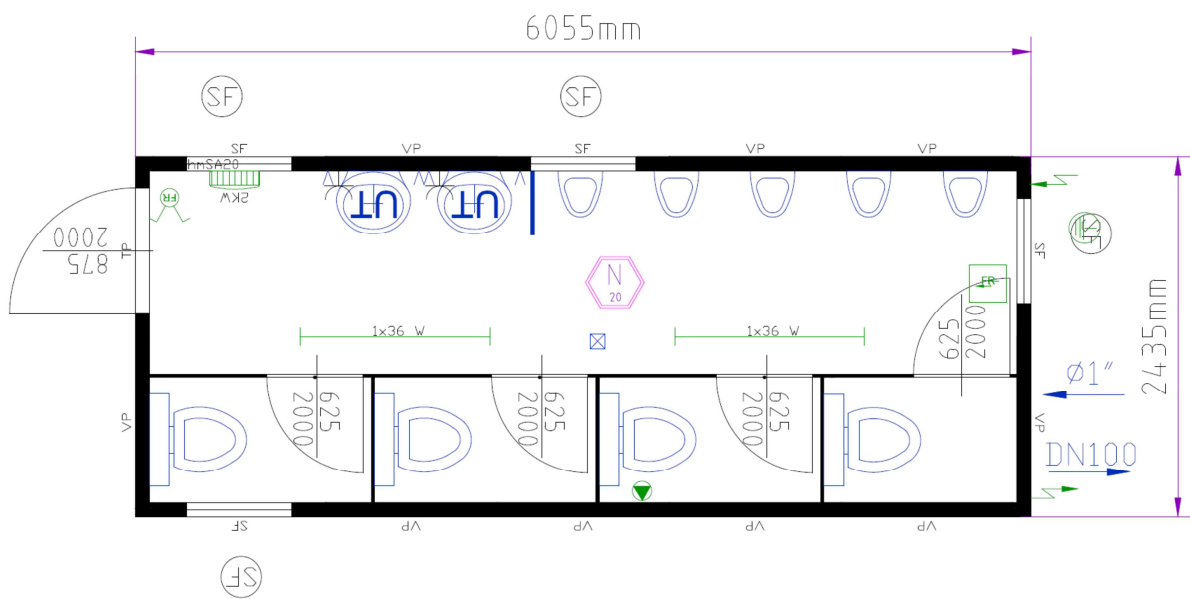 6055mm
SF
SF
SF
VP
SF
VP
VP
hmSA20
FR
2KW
UT
UT
TP
875
2000
N
20
FR
SF
1x36 W
1x36 W
625
2000
2435mm
625
2000
625
2000
625
2000
VP
VP
Ø1"
DN100
SF
VP
VP
VP
VP
SF